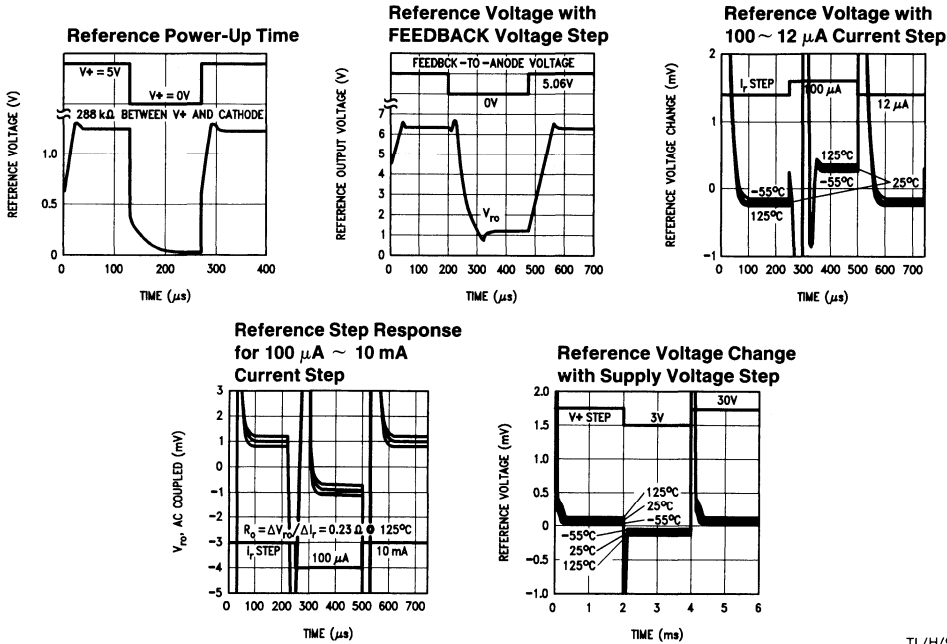 Reference Power-Up Time
V+ = 5V
V+ = 0V
288 kΩ BETWEEN V+ AND CATHODE
REFERENCE VOLTAGE (V)
1.0
0.5
0
0 100 200 300 400
TIME (μs)
Reference Voltage with
FEEDBACK Voltage Step
FEEDBCK-TO-ANODE VOLTAGE
5.06V
0V
REFERENCE OUTPUT VOLTAGE (V)
7
6
5
4
3
2
1
0
Vro
0 100 200 300 400 500 600 700
TIME (μs)
Reference Voltage with
100 ~ 12 μA Current Step
REFERENCE VOLTAGE CHANGE (mV)
2
1
0
-1
Ir STEP
100 μA
12 μA
125°C
-55°C
-55°C
25°C
125°C
0 100 200 300 400 500 600 700
TIME (μs)
Reference Step Response
for 100 μA ~ 10 mA
Current Step
Vro, AC COUPLED (mV)
3
2
1
0
-1
-2
-3
-4
-5
Ro = ΔVro/ΔIr = 0.23 Ω @ 125°C
Ir STEP
100 μA
10 mA
0 100 200 300 400 500 600 700
TIME (μs)
Reference Voltage Change
with Supply Voltage Step
REFERENCE VOLTAGE (mV)
2.0
1.5
1.0
0.5
0
-0.5
-1.0
V+ STEP
3V
30V
125°C
25°C
-55°C
-55°C
25°C
125°C
0 1 2 3 4 5 6
TIME (ms)